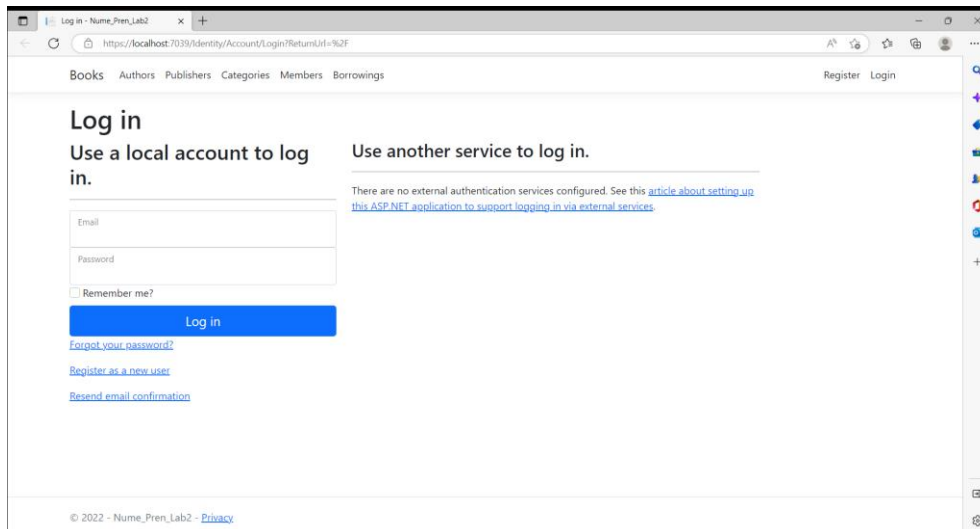 Log in - Nume_Pren_Lab2
https://localhost:7039/Identity/Account/Login?ReturnUrl=%2F
Books Authors Publishers Categories Members Borrowings Register Login
Log in
Use a local account to log
in.
Email
Password
Remember me?
Log in
Forgot your password?
Register as a new user
Resend email confirmation
Use another service to log in.
There are no external authentication services configured. See this article about setting up
this ASP.NET application to support logging in via external services.
© 2022 - Nume_Pren_Lab2 - Privacy